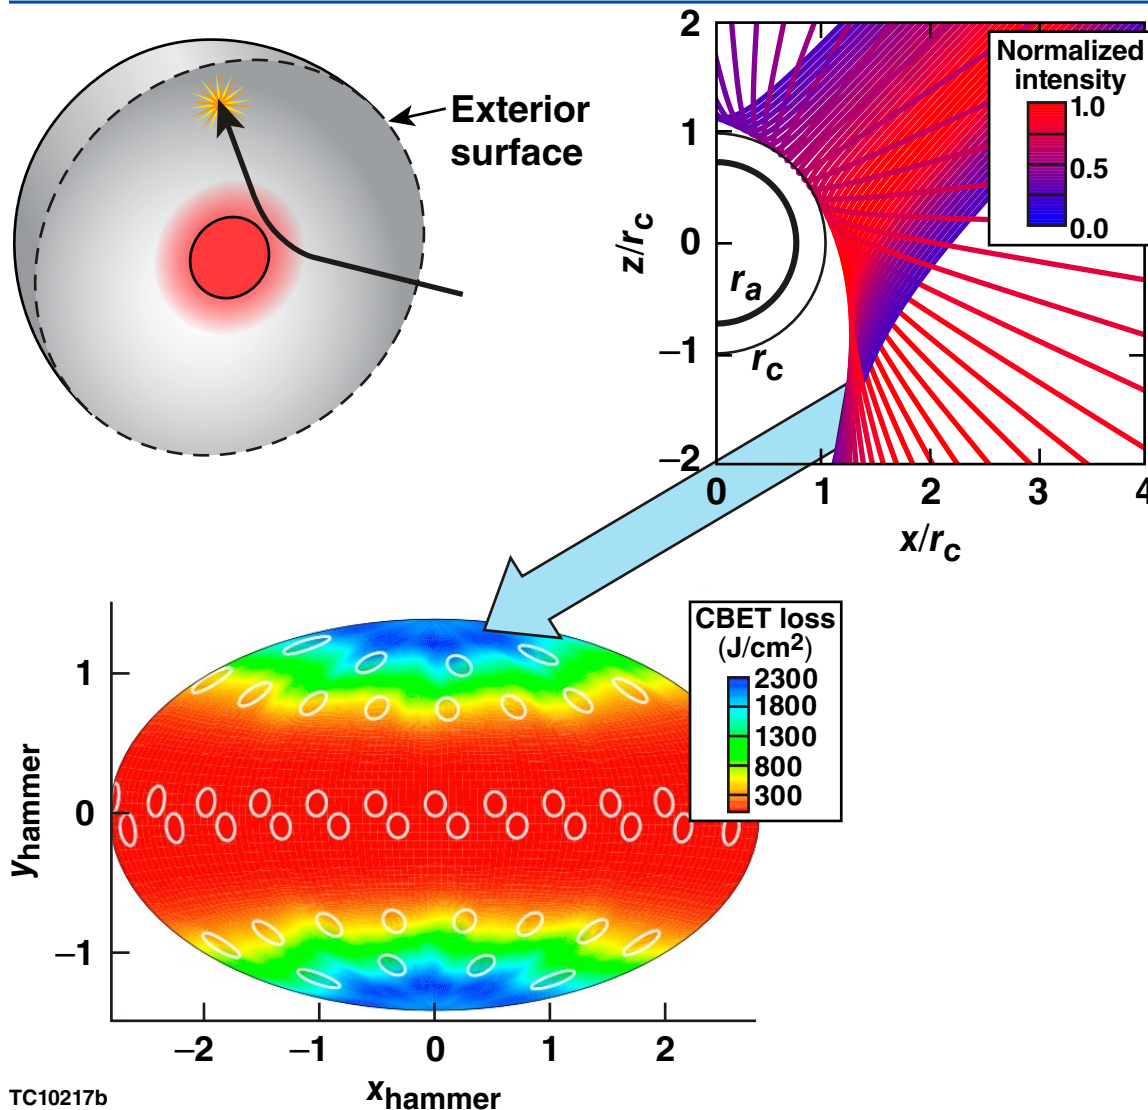 Exterior
surface
2
1
0
–1
–2
z/r_c
r_a
r_c
0
1
2
3
4
x/r_c
Normalized
intensity
1.0
0.5
0.0
CBET loss
(J/cm²)
2300
1800
1300
800
300
1
0
–1
y_hammer
–2
–1
0
1
2
x_hammer
TC10217b